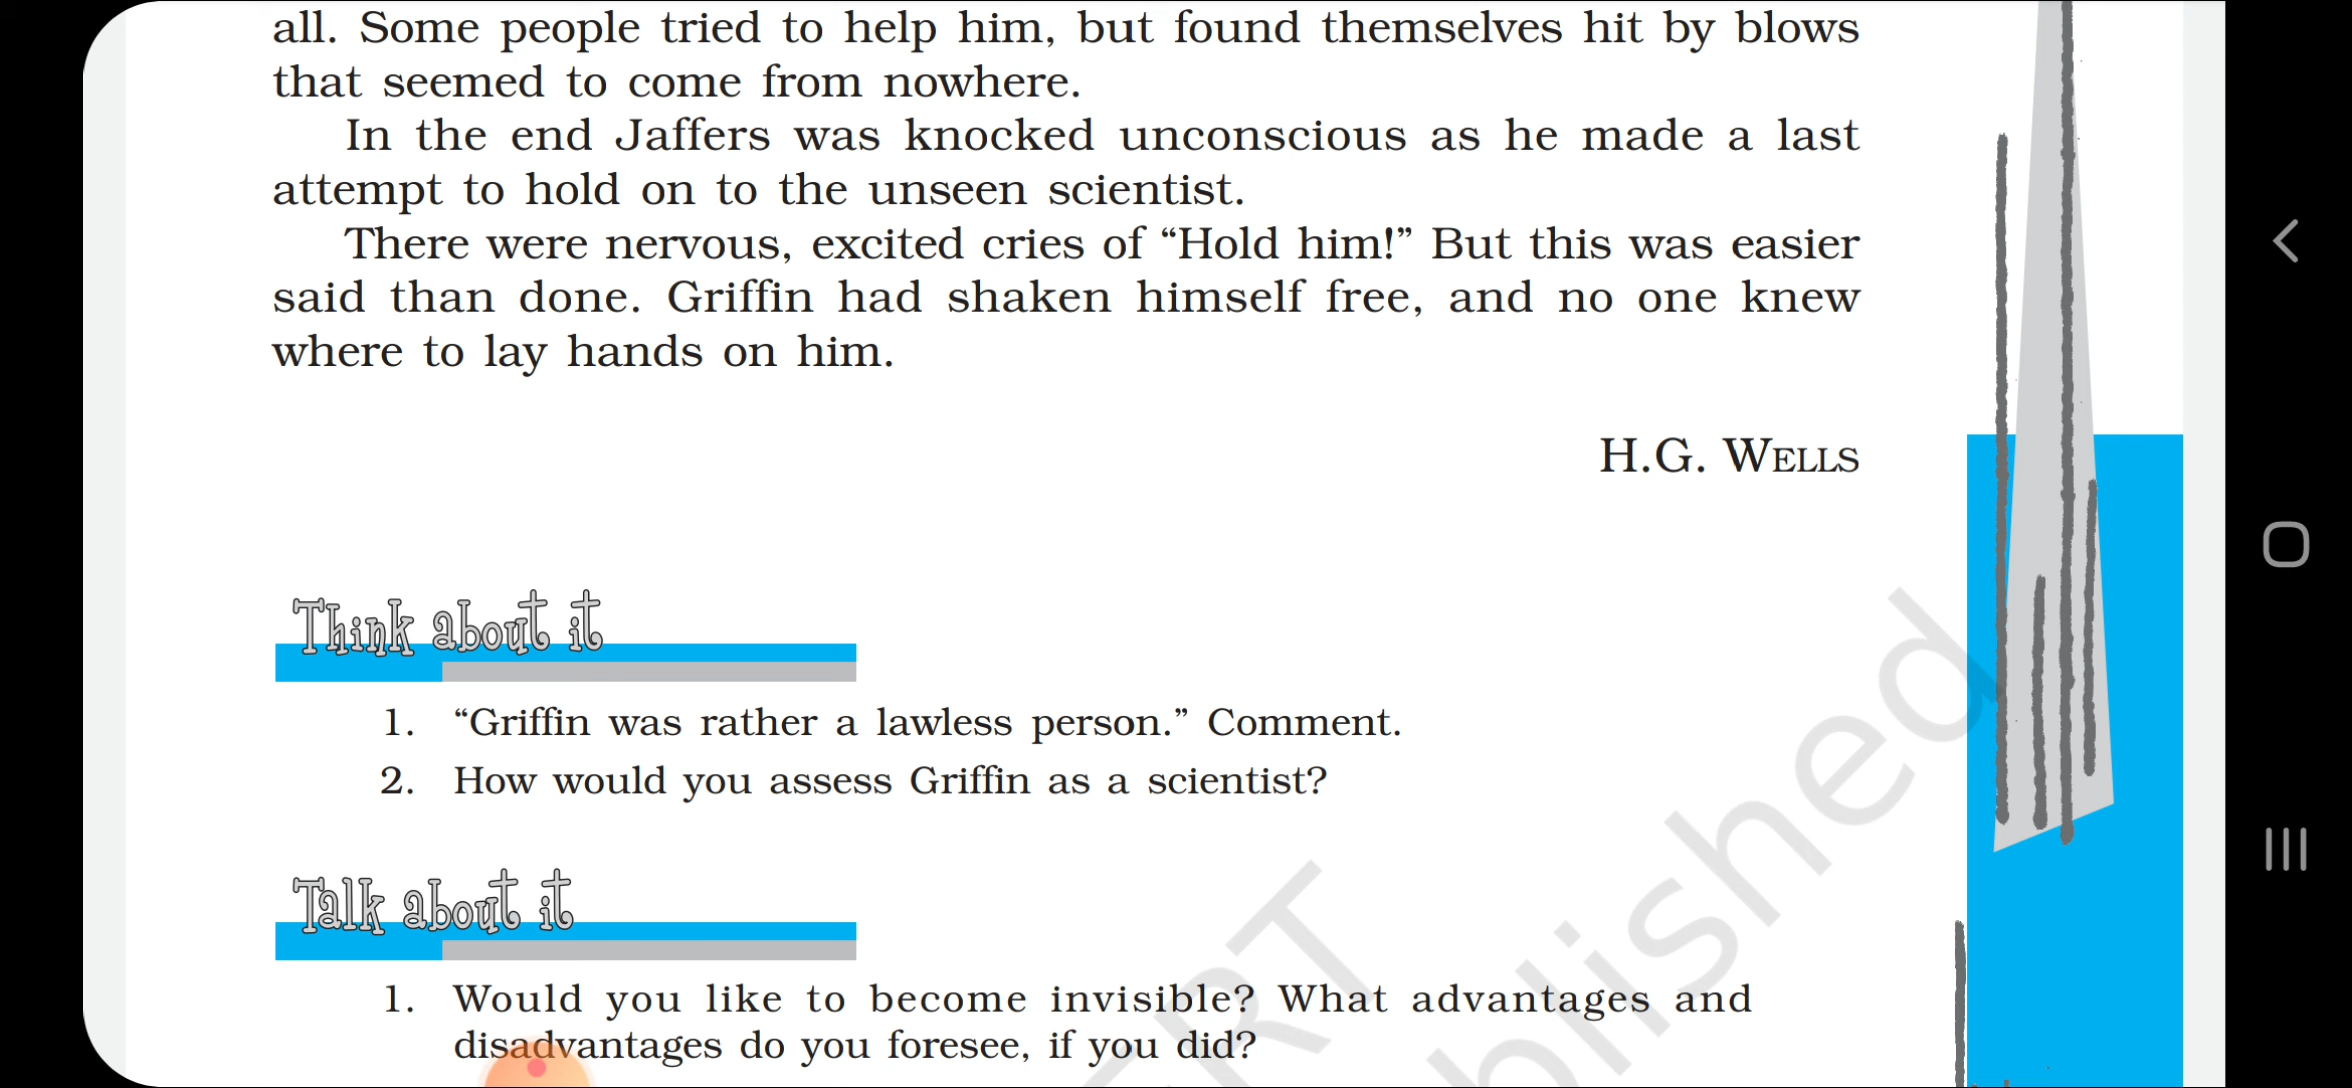 all. Some people tried to help him, but found themselves hit by blows
that seemed to come from nowhere.
In the end Jaffers was knocked unconscious as he made a last
attempt to hold on to the unseen scientist.
There were nervous, excited cries of “Hold him!” But this was easier
said than done. Griffin had shaken himself free, and no one knew
where to lay hands on him.
H.G. WELLS
Think about it
1. “Griffin was rather a lawless person.” Comment.
2. How would you assess Griffin as a scientist?
Talk about it
1. Would you like to become invisible? What advantages and
disadvantages do you foresee, if you did?